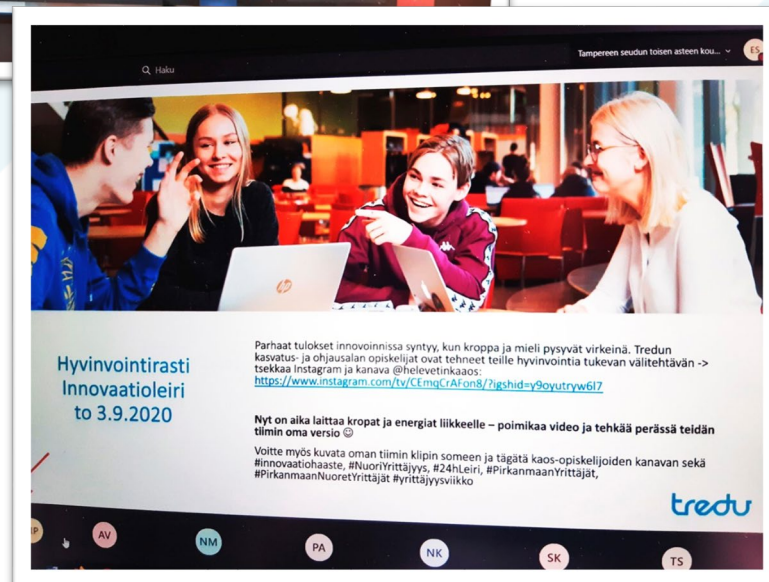 Haku
Tampereen seudun toisen asteen kou...
ES
Hyvinvointirasti
Innovaatioleiri
to 3.9.2020
Parhaat tulokset innovoinnissa syntyy, kun kroppa ja mieli pysyvät virkeinä. Tredun
kasvatus- ja ohjausalan opiskelijat ovat tehneet teille hyvinvointia tukevan välitehtävän ->
tsekkaa Instagram ja kanava @helevetinkaaos:
https://www.instagram.com/tv/CEmqCrAFon8/?igshid=y9oyutryw6l7
Nyt on aika laittaa kropat ja energiat liikkeelle – poimikaa video ja tehkää perässä teidän
tiimin oma versio ☺
Voitte myös kuvata oman tiimin klipin someen ja tägätä kaos-opiskelijoiden kanavan sekä
#innovaatiohaaste, #NuoriYrittäjyys, #24hLeiri, #PirkanmaanYrittäjät,
#PirkanmaanNuoretYrittäjät #yrittäjyysviikko
tredu
hp
IP
AV
NM
PA
NK
SK
TS